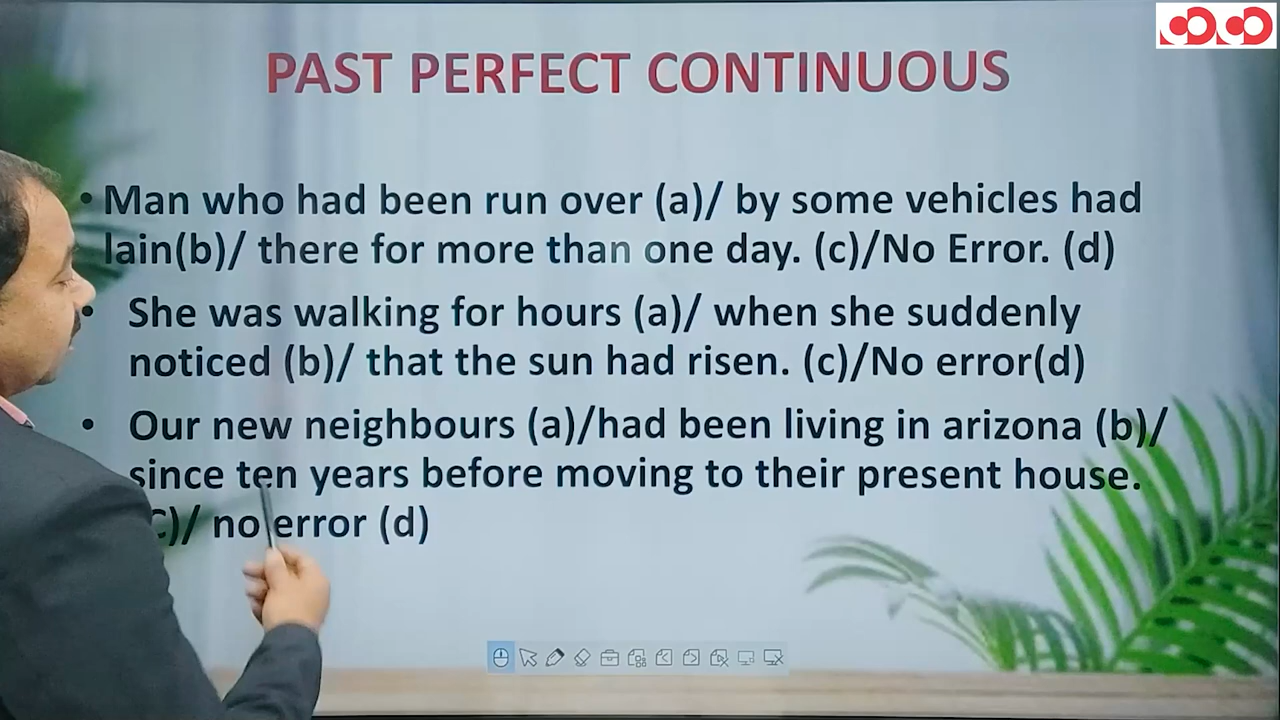 PAST PERFECT CONTINUOUS
• Man who had been run over (a)/ by some vehicles had
lain(b)/ there for more than one day. (c)/No Error. (d)
• She was walking for hours (a)/ when she suddenly
noticed (b)/ that the sun had risen. (c)/No error(d)
• Our new neighbours (a)/had been living in arizona (b)/
since ten years before moving to their present house.
C)/ no error (d)